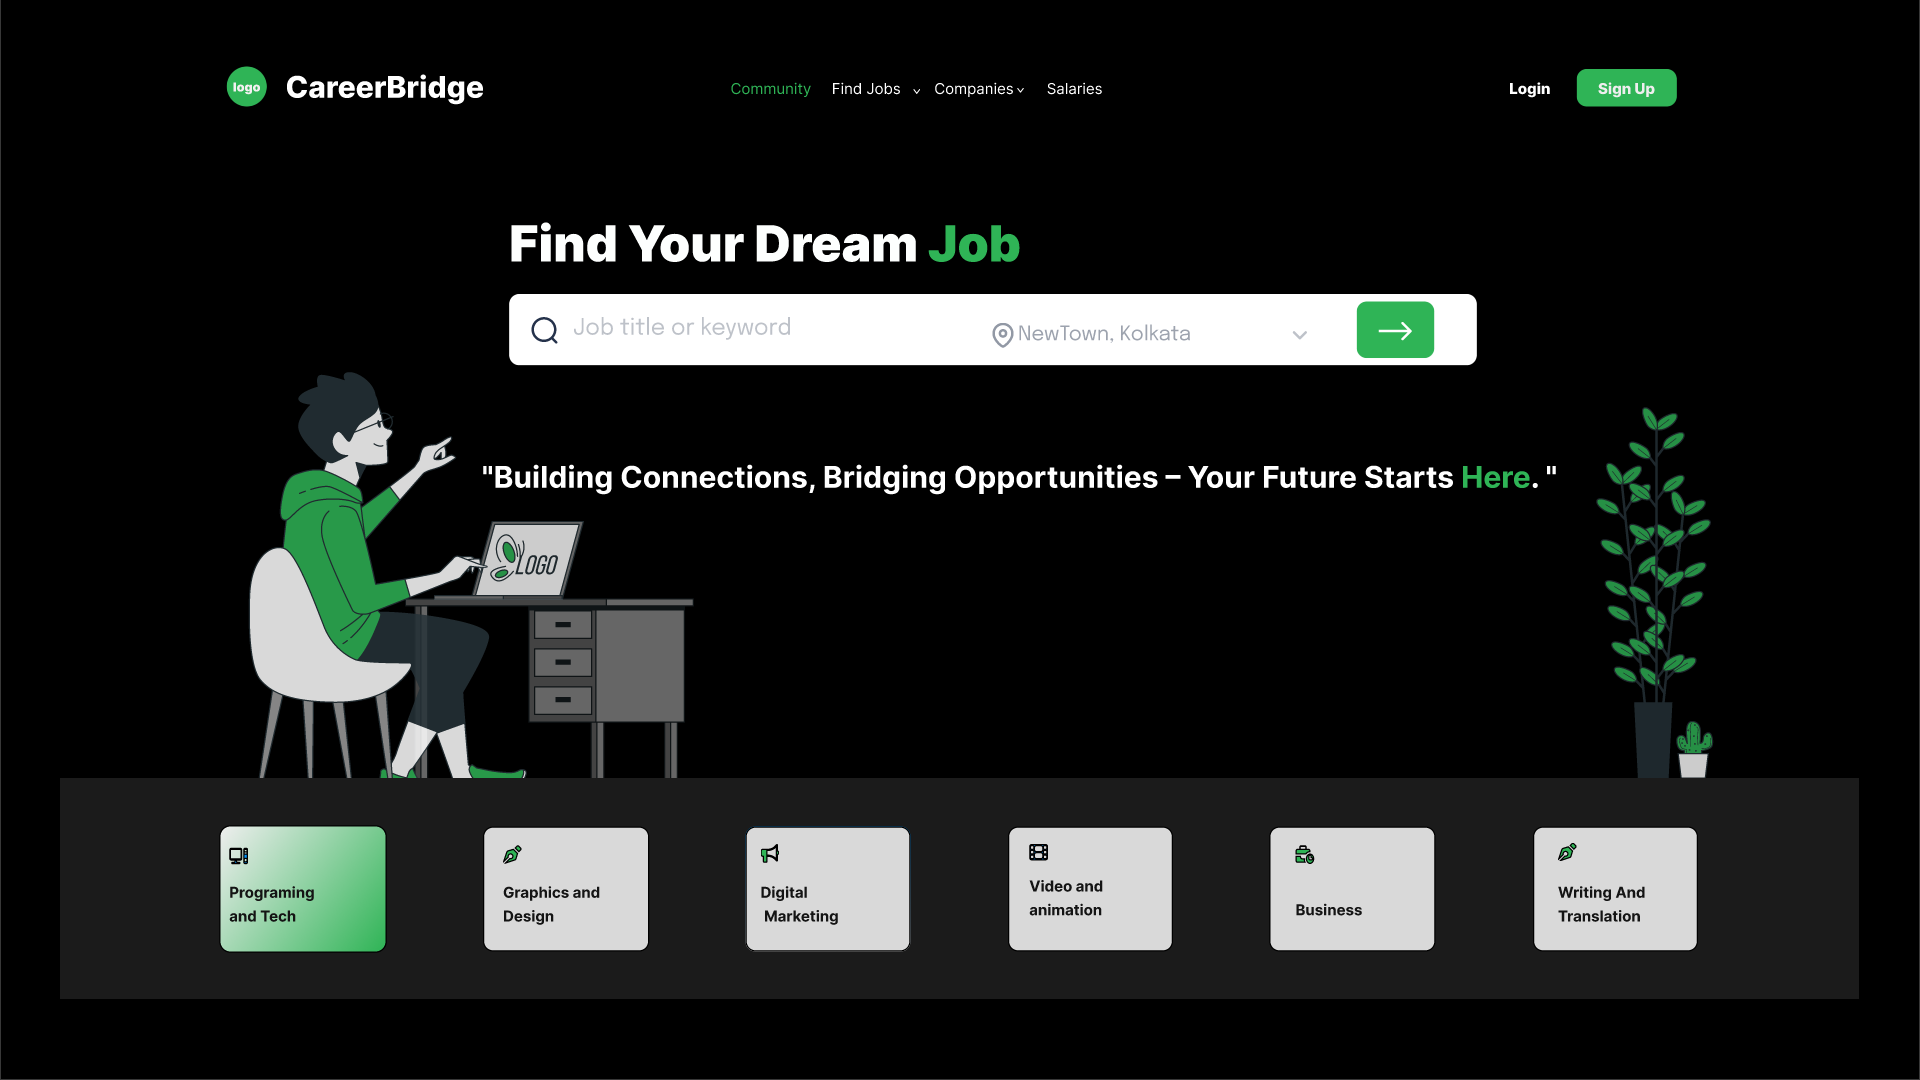 logo CareerBridge Community Find Jobs Companies Salaries Login Sign Up
Find Your Dream Job
Job title or keyword NewTown, Kolkata
"Building Connections, Bridging Opportunities – Your Future Starts Here. "
LOGO
Programing
and Tech
Graphics and
Design
Digital
Marketing
Video and
animation
Business
Writing And
Translation